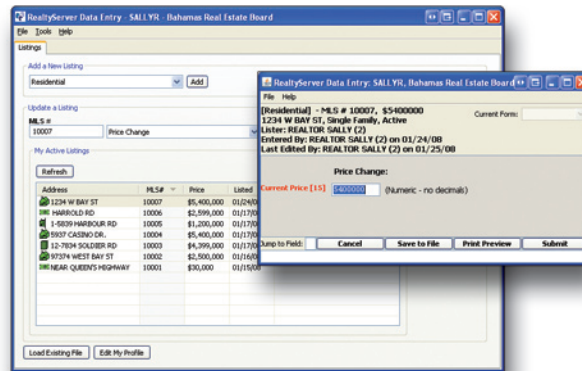 RealtyServer Data Entry - SALLYR - Bahamas Real Estate Board
File Tools Help
Listings
Add a New Listing
Residential
Add
Update a Listing
MLS #
10007 Price Change
My Active Listings
Refresh
Address MLS# Price Listed
1234 W BAY ST 10007 $5,400,000 01/24/0
HARROLD RD 10006 $2,599,000 01/17/0
1-5839 HARBOUR RD 10005 $1,200,000 01/17/0
5937 CASINO DR. 10004 $5,400,000 01/17/0
12-7834 SOLDIER RD 10003 $4,399,000 01/17/0
97374 WEST BAY ST 10002 $2,500,000 01/16/0
NEAR QUEEN'S HIGHWAY 10001 $30,000 01/15/0
Load Existing File Edit My Profile
RealtyServer Data Entry: SALLYR, Bahamas Real Estate Board
File Help
[Residential] - MLS # 10007, $5400000
1234 W BAY ST, Single Family, Active
Lister: REALTOR SALLY (2)
Entered By: REALTOR SALLY (2) on 01/24/08
Last Edited By: REALTOR SALLY (2) on 01/25/08
Current Form:
Price Change:
Current Price [15] 5400000 (Numeric - no decimals)
Jump to Field: Cancel Save to File Print Preview Submit